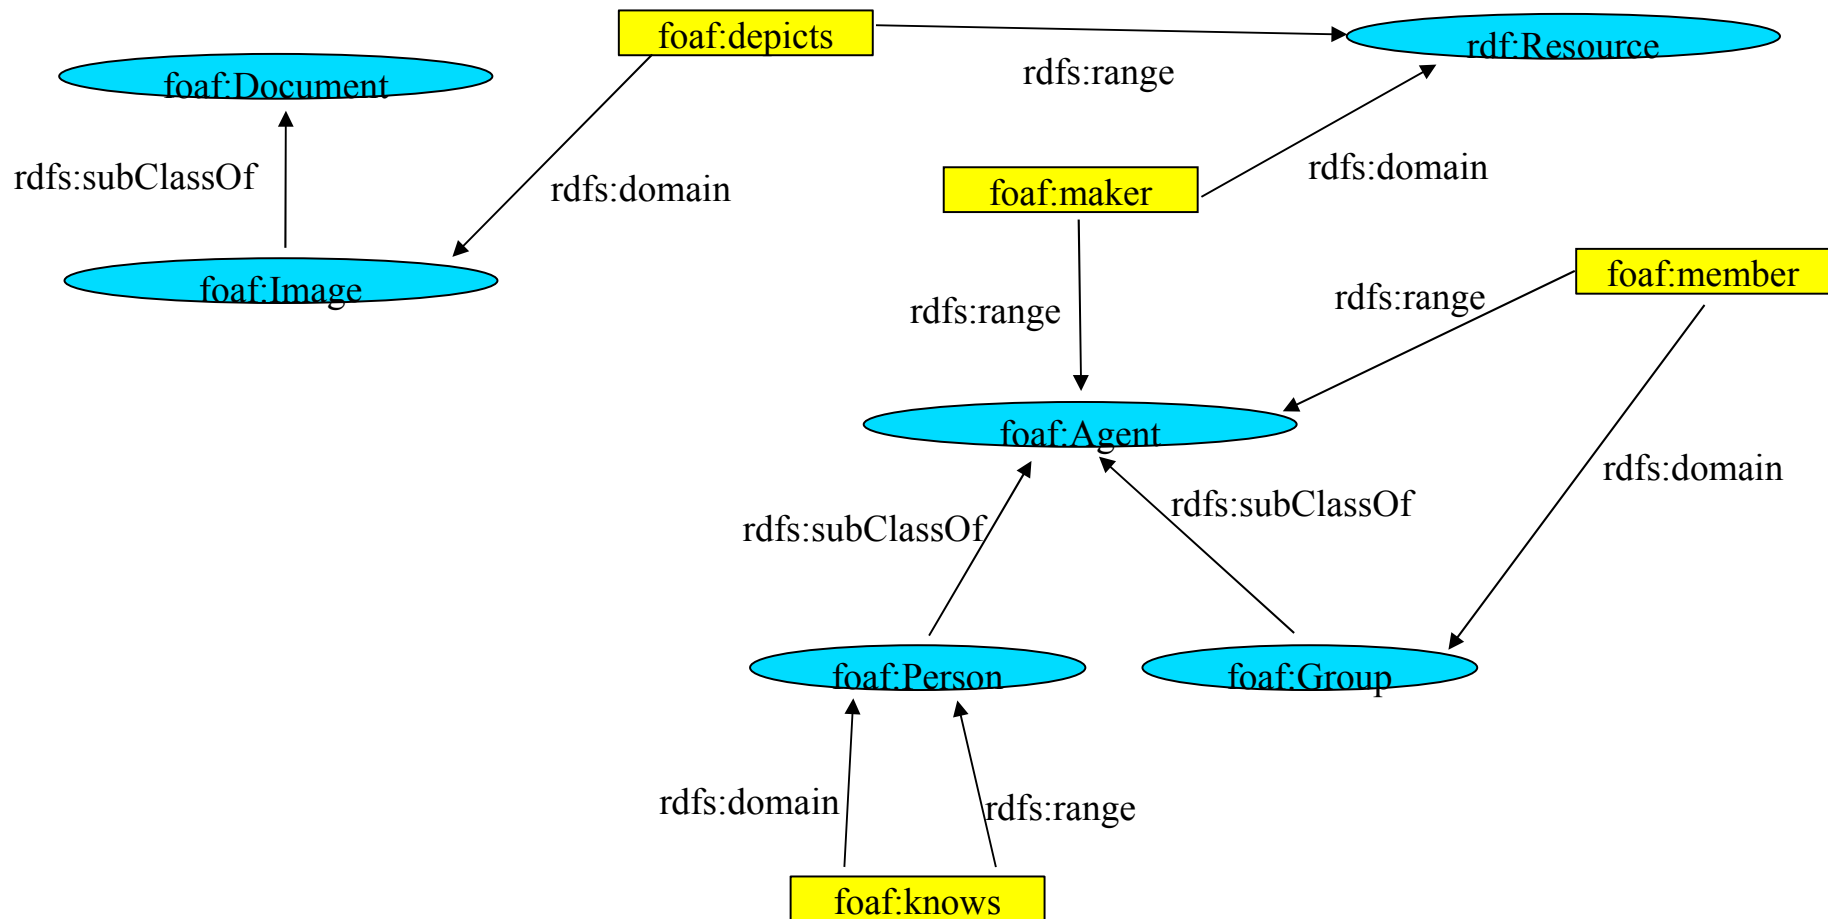 foaf:depicts
rdf:Resource
foaf:Document
rdfs:range
rdfs:subClassOf
rdfs:domain
rdfs:domain
foaf:maker
foaf:Image
foaf:member
rdfs:range
rdfs:range
foaf:Agent
rdfs:domain
rdfs:subClassOf
rdfs:subClassOf
foaf:Person
foaf:Group
rdfs:domain
rdfs:range
foaf:knows